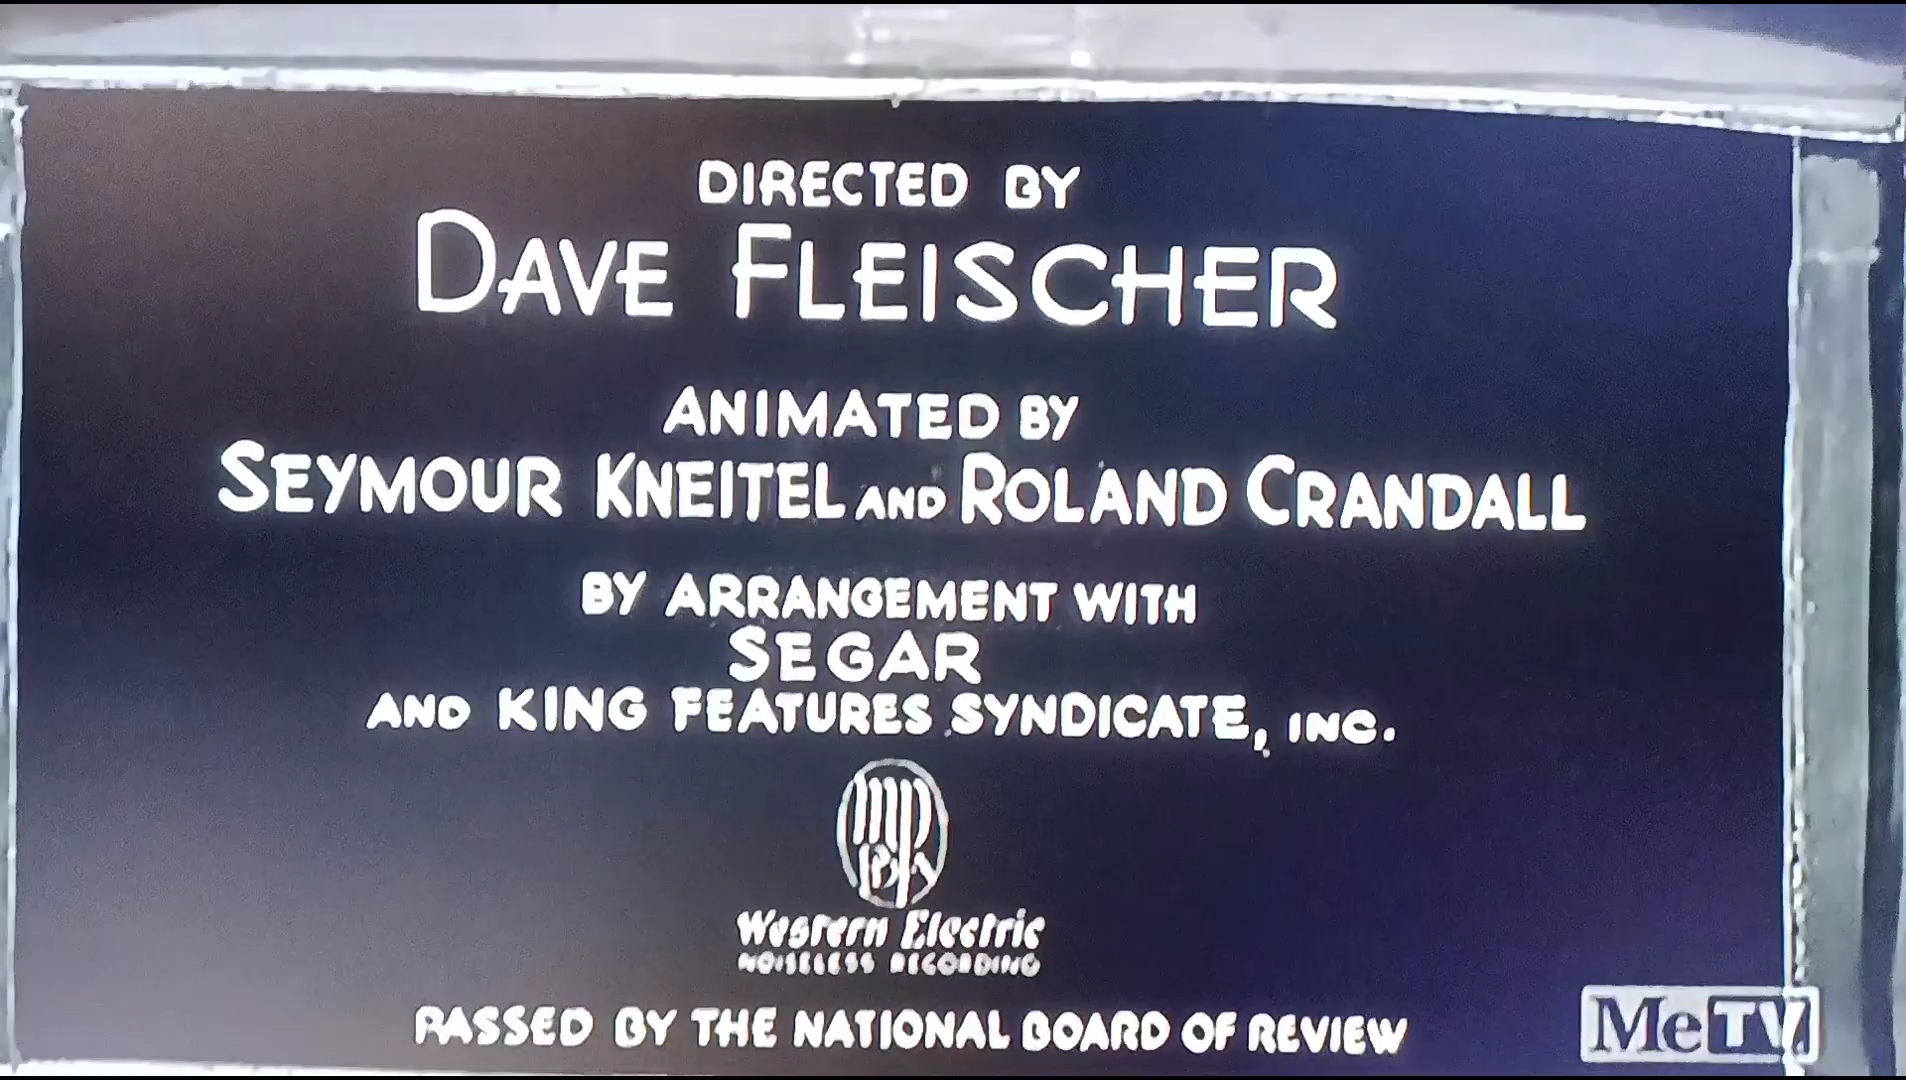 DIRECTED BY
DAVE FLEISCHER
ANIMATED BY
SEYMOUR KNEITEL AND ROLAND CRANDALL
BY ARRANGEMENT WITH
SEGAR
AND KING FEATURES SYNDICATE, INC.
Western Electric
NOISELESS RECORDING
PASSED BY THE NATIONAL BOARD OF REVIEW
MeTV